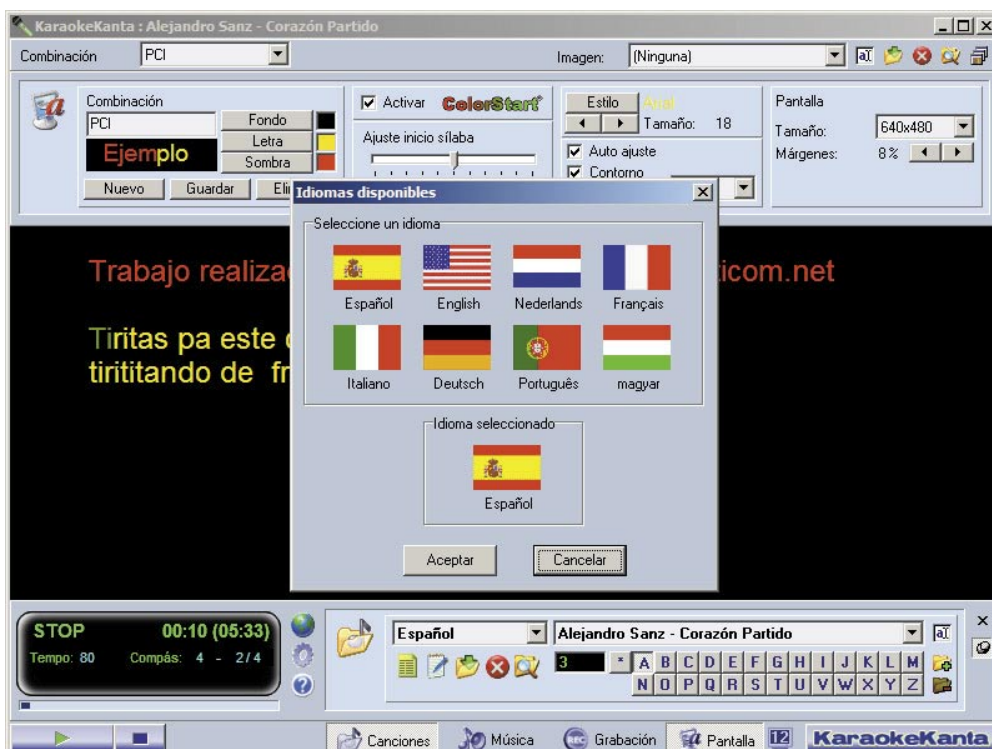 KaraokeKanta : Alejandro Sanz - Corazón Partido
Combinación PCI Imagen: (Ninguna)
Combinación
PCI
Ejemplo
Fondo
Letra
Sombra
Nuevo Guardar
Activar ColorStart
Ajuste inicio sílaba
Estilo Arial
Tamaño: 18
Auto ajuste
Contorno
Pantalla
Tamaño: 640x480
Márgenes: 8%
Idiomas disponibles
Seleccione un idioma
Español English Nederlands Français
Italiano Deutsch Português magyar
Idioma seleccionado
Español
Aceptar Cancelar
Trabajo icom.net
Tiritas pa este
tirititando de
STOP 00:10 (05:33)
Tempo: 80 Compás: 4 - 2/4
Español Alejandro Sanz - Corazón Partido
3 * A B C D E F G H I J K L M
N O P Q R S T U V W X Y Z
Canciones Música REC Grabación Pantalla 12 KaraokeKanta